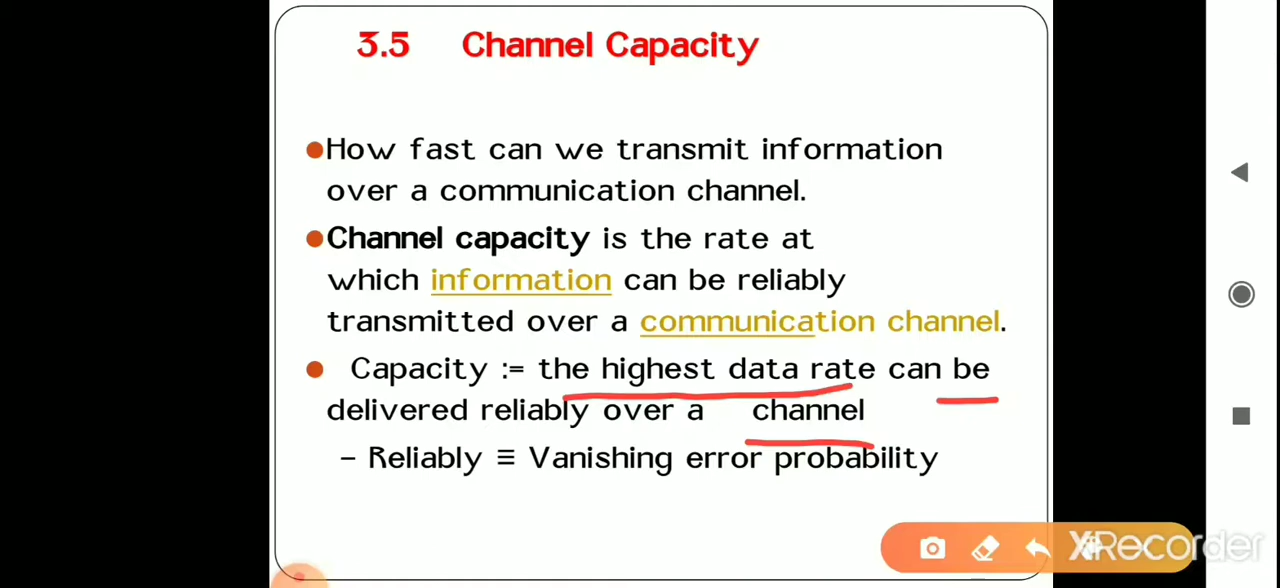 3.5 Channel Capacity
●How fast can we transmit information
over a communication channel.
●Channel capacity is the rate at
which information can be reliably
transmitted over a communication channel.
● Capacity := the highest data rate can be
delivered reliably over a channel
– Reliably ≡ Vanishing error probability
XRecorder